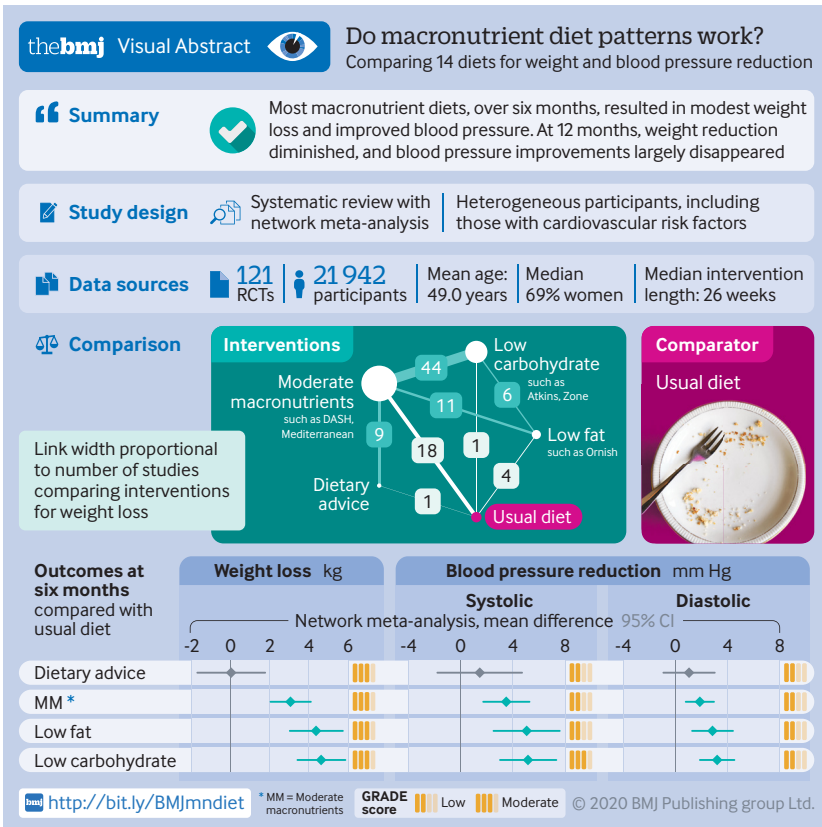 thebmj Visual Abstract
Do macronutrient diet patterns work?
Comparing 14 diets for weight and blood pressure reduction
Summary
Most macronutrient diets, over six months, resulted in modest weight
loss and improved blood pressure. At 12 months, weight reduction
diminished, and blood pressure improvements largely disappeared
Study design
Systematic review with
network meta-analysis
Heterogeneous participants, including
those with cardiovascular risk factors
Data sources
121
RCTs
21 942
participants
Mean age:
49.0 years
Median
69% women
Median intervention
length: 26 weeks
Comparison
Interventions
Moderate
macronutrients
such as DASH,
Mediterranean
Low
carbohydrate
such as
Atkins, Zone
Low fat
such as Ornish
Dietary
advice
Usual diet
44
6
11
9
18
1
4
1
Link width proportional
to number of studies
comparing interventions
for weight loss
Comparator
Usual diet
Outcomes at
six months
compared with
usual diet
Weight loss kg
Blood pressure reduction mm Hg
Systolic
Diastolic
Network meta-analysis, mean difference 95% CI
-2 0 2 4 6
-4 0 4 8
-4 0 4 8
Dietary advice
MM *
Low fat
Low carbohydrate
bmj http://bit.ly/BMJmndiet
* MM = Moderate
macronutrients
GRADE
score
Low
Moderate
© 2020 BMJ Publishing group Ltd.